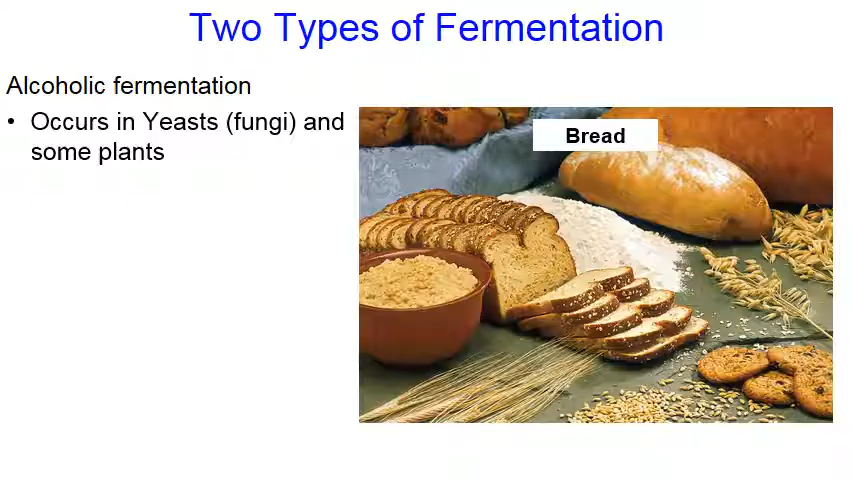 Two Types of Fermentation
Alcoholic fermentation
• Occurs in Yeasts (fungi) and
some plants
Bread